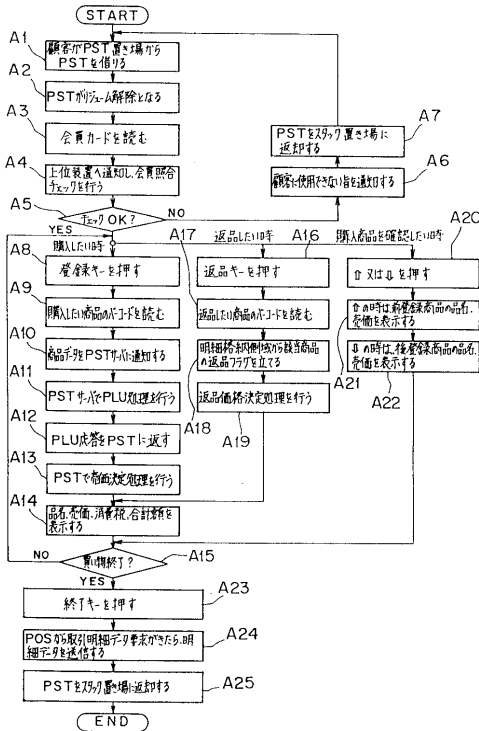 START
A1
顧客がPST置き場から
PSTを借りる
A2
PSTがリジューム解除となる
A3
会員カードを読む
A4
上位装置へ通知し、会員照合
チェックを行う
A5
チェックOK?
NO
YES
A6
顧客に使用できない旨を通知する
A7
PSTをスタック置き場に
返却する
購入したい時
返品したい時
購入商品を確認したい時
A8
登録キーを押す
A9
購入したい商品のバーコードを読む
A10
商品データをPSTサーバに通知する
A11
PSTサーバでPLU処理を行う
A12
PLU応答をPSTに返す
A13
PSTで売価決定処理を行う
A14
品名、売価、消費税、合計額を
表示する
A15
買い物終了?
NO
YES
A16
返品キーを押す
A17
返品したい商品のバーコードを読む
A18
明細格納側域から該当商品
の返品フラグを立てる
A19
返品価格決定処理を行う
A20
⇧又は⇩を押す
A21
⇧の時は前登録商品の品名、
売価を表示する
A22
⇩の時は、後登録商品の品名、
売価を表示する
A23
終了キーを押す
A24
POSから取引明細データ要求がきたら、明
細データを送信する
A25
PSTをスタック置き場に返却する
END